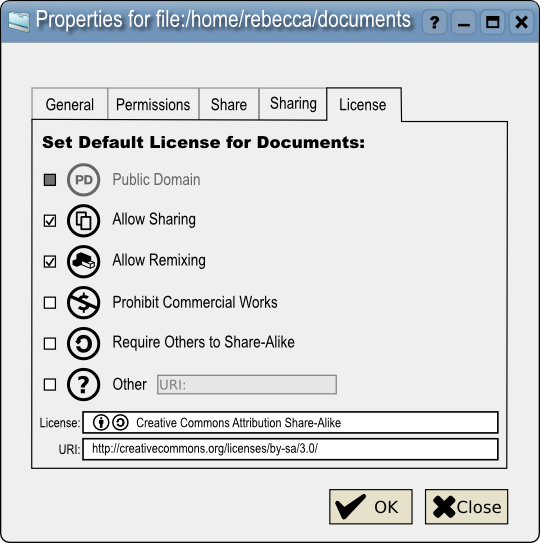 Properties for file:/home/rebecca/documents
?
General Permissions Share Sharing License
Set Default License for Documents:
PD Public Domain
Allow Sharing
Allow Remixing
$ Prohibit Commercial Works
Require Others to Share-Alike
? Other URI:
License: Creative Commons Attribution Share-Alike
URI: http://creativecommons.org/licenses/by-sa/3.0/
OK Close